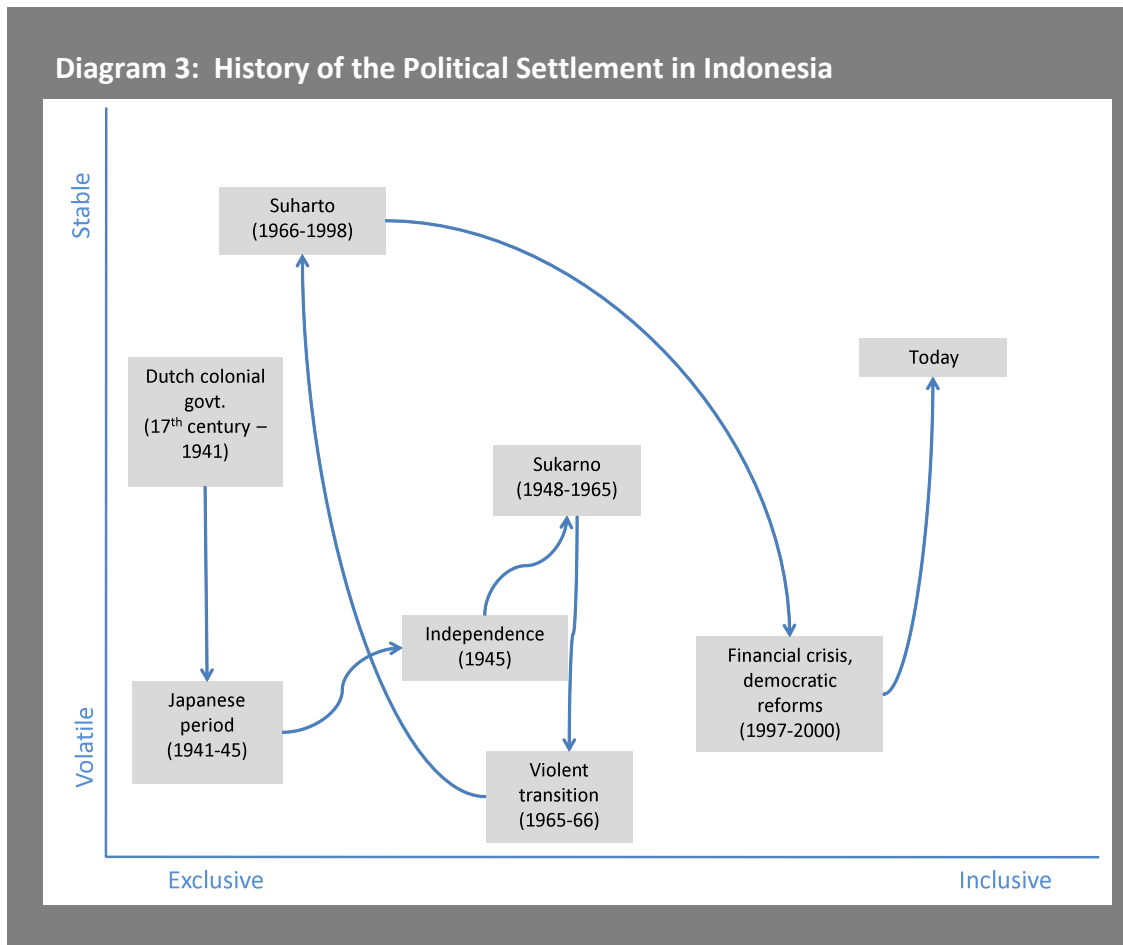 Diagram 3:  History of the Political Settlement in Indonesia
Stable
Suharto
(1966-1998)
Today
Dutch colonial
govt.
(17th century –
1941)
Sukarno
(1948-1965)
Independence
(1945)
Financial crisis,
democratic
reforms
(1997-2000)
Japanese
period
(1941-45)
Volatile
Violent
transition
(1965-66)
Exclusive
Inclusive